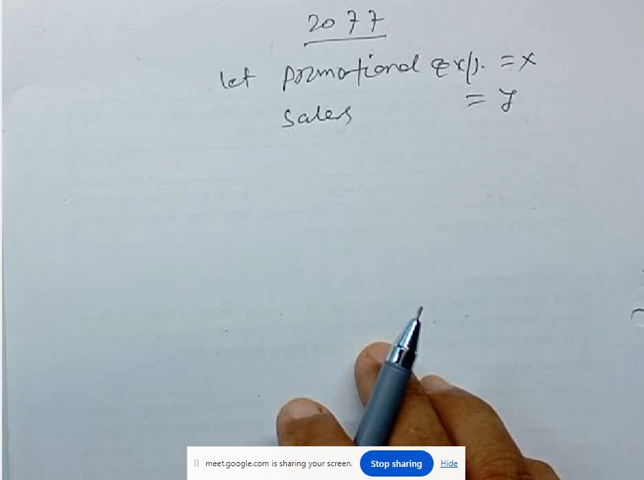 2077
let promotional Exp. = x
sales = y
meet.google.com is sharing your screen. Stop sharing Hide